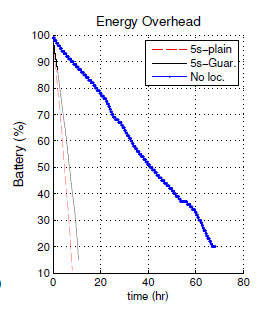 Energy Overhead
5s-plain
5s-Guar.
No loc.
Battery (%)
100
90
80
70
60
50
40
30
20
10
0 20 40 60 80
time (hr)